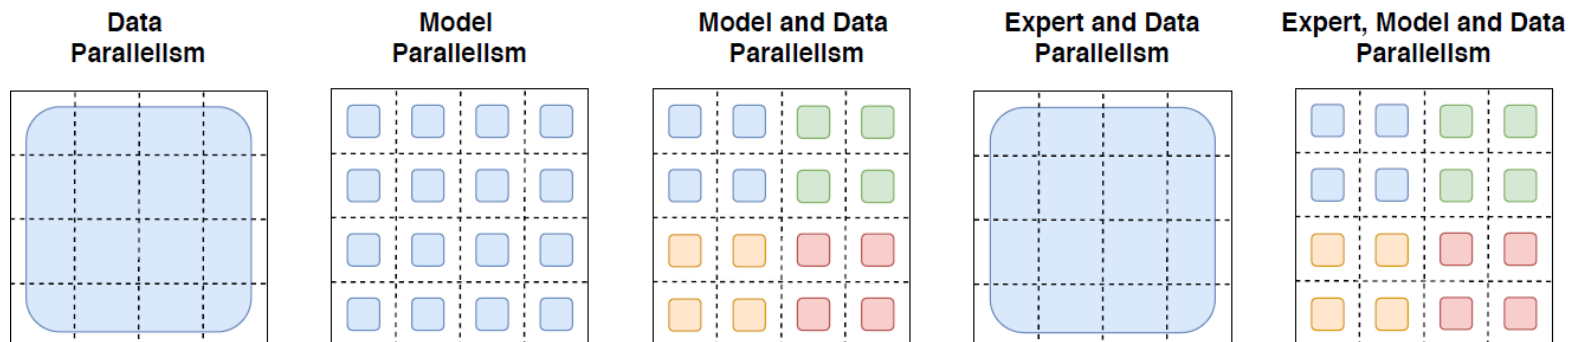 Data
Parallelism
Model
Parallelism
Model and Data
Parallelism
Expert and Data
Parallelism
Expert, Model and Data
Parallelism